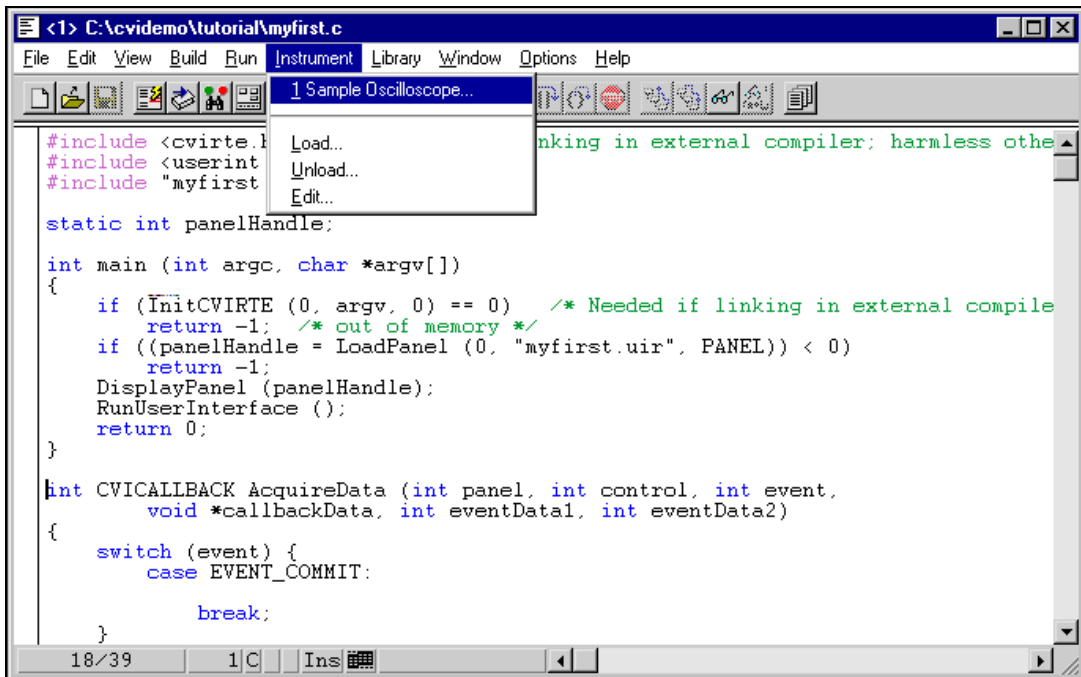 <1> C:\cvidemo\tutorial\myfirst.c
File Edit View Build Run Instrument Library Window Options Help
1 Sample Oscilloscope...
Load...
Unload...
Edit...
#include <cvirte. nking in external compiler; harmless othe
#include <userint
#include "myfirst
static int panelHandle;
int main (int argc, char *argv[])
{
if (InitCVIRTE (0, argv, 0) == 0) /* Needed if linking in external compile
return -1; /* out of memory */
if ((panelHandle = LoadPanel (0, "myfirst.uir", PANEL)) < 0)
return -1;
DisplayPanel (panelHandle);
RunUserInterface ();
return 0;
}
int CVICALLBACK AcquireData (int panel, int control, int event,
void *callbackData, int eventData1, int eventData2)
{
switch (event) {
case EVENT_COMMIT:
break;
}
18/39 1 C Ins